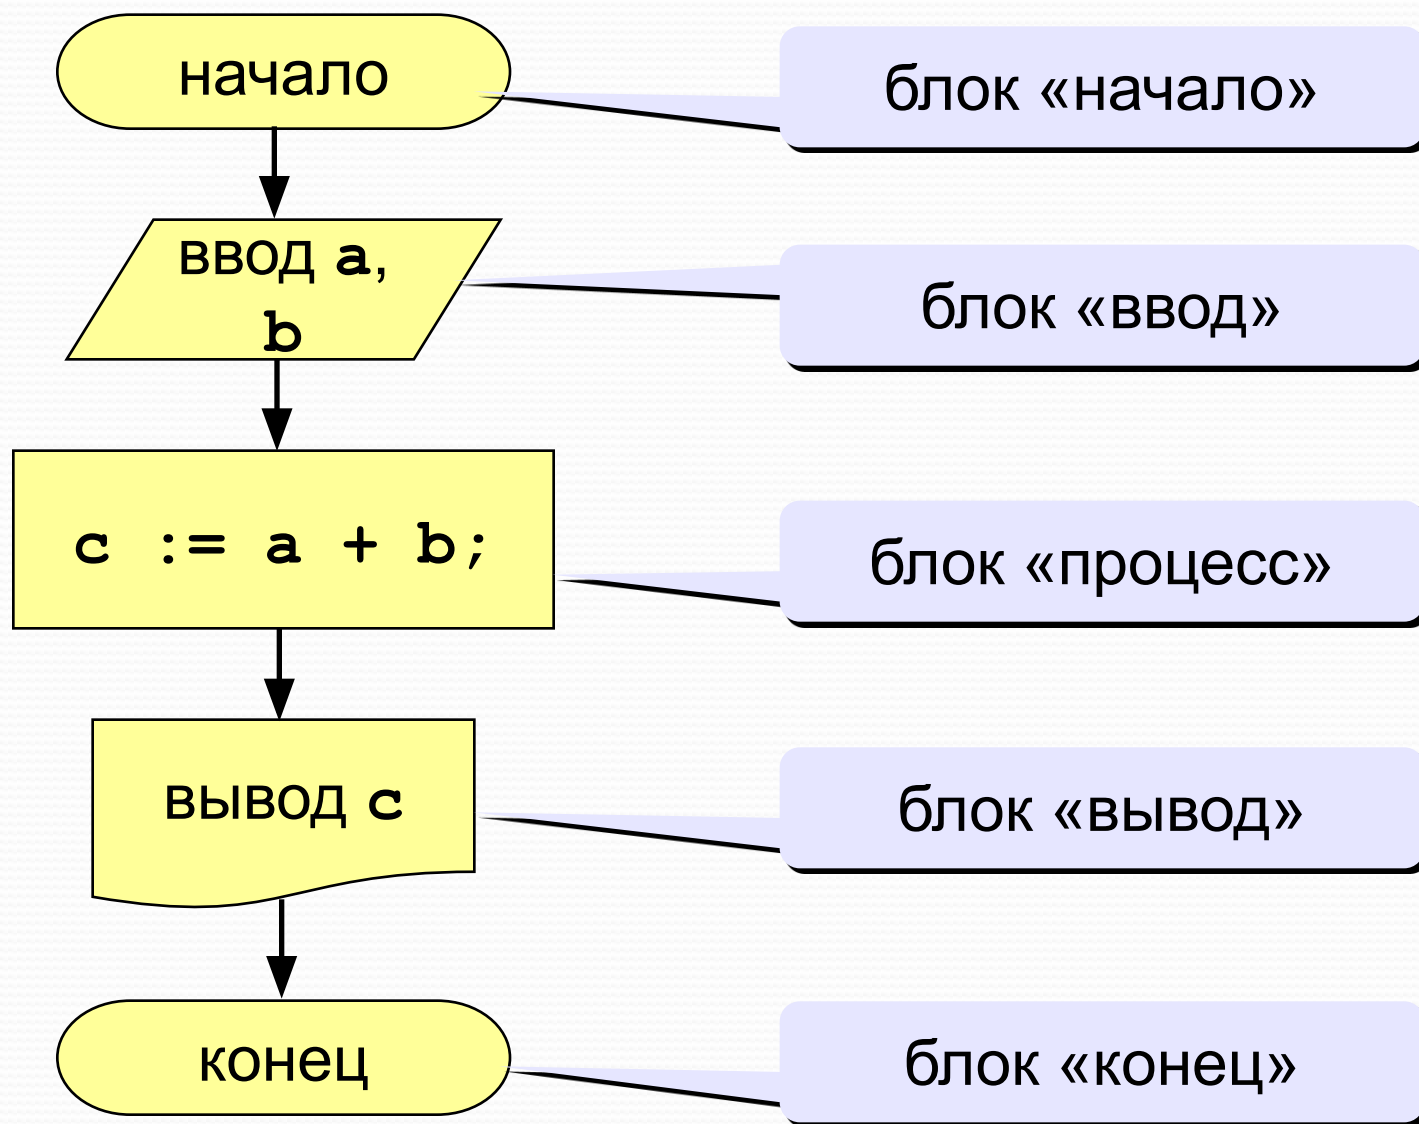 начало
блок «начало»
ввод a,
b
блок «ввод»
c := a + b;
блок «процесс»
вывод c
блок «вывод»
конец
блок «конец»